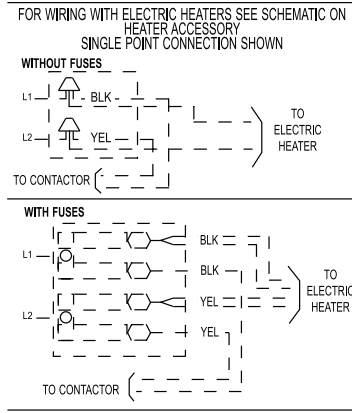 FOR WIRING WITH ELECTRIC HEATERS SEE SCHEMATIC ON
HEATER ACCESSORY
SINGLE POINT CONNECTION SHOWN
WITHOUT FUSES
L1
BLK
L2
YEL
TO
ELECTRIC
HEATER
TO CONTACTOR
WITH FUSES
BLK
L1
BLK
YEL
L2
YEL
TO
ELECTRIC
HEATER
TO CONTACTOR